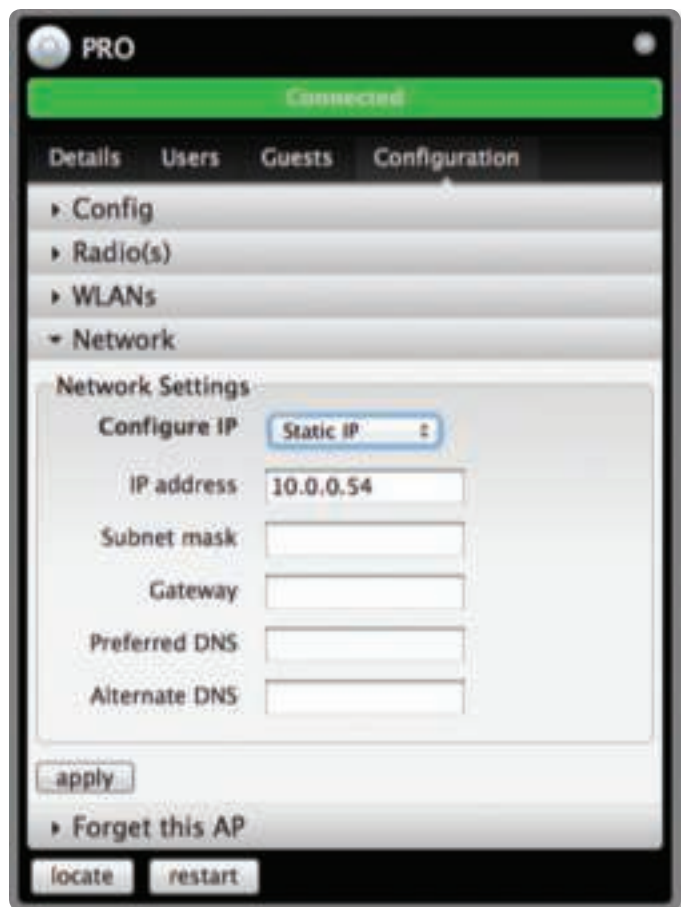 PRO
Connected
Details Users Guests Configuration
Config
Radio(s)
WLANs
Network
Network Settings
Configure IP Static IP
IP address 10.0.0.54
Subnet mask
Gateway
Preferred DNS
Alternate DNS
apply
Forget this AP
locate restart